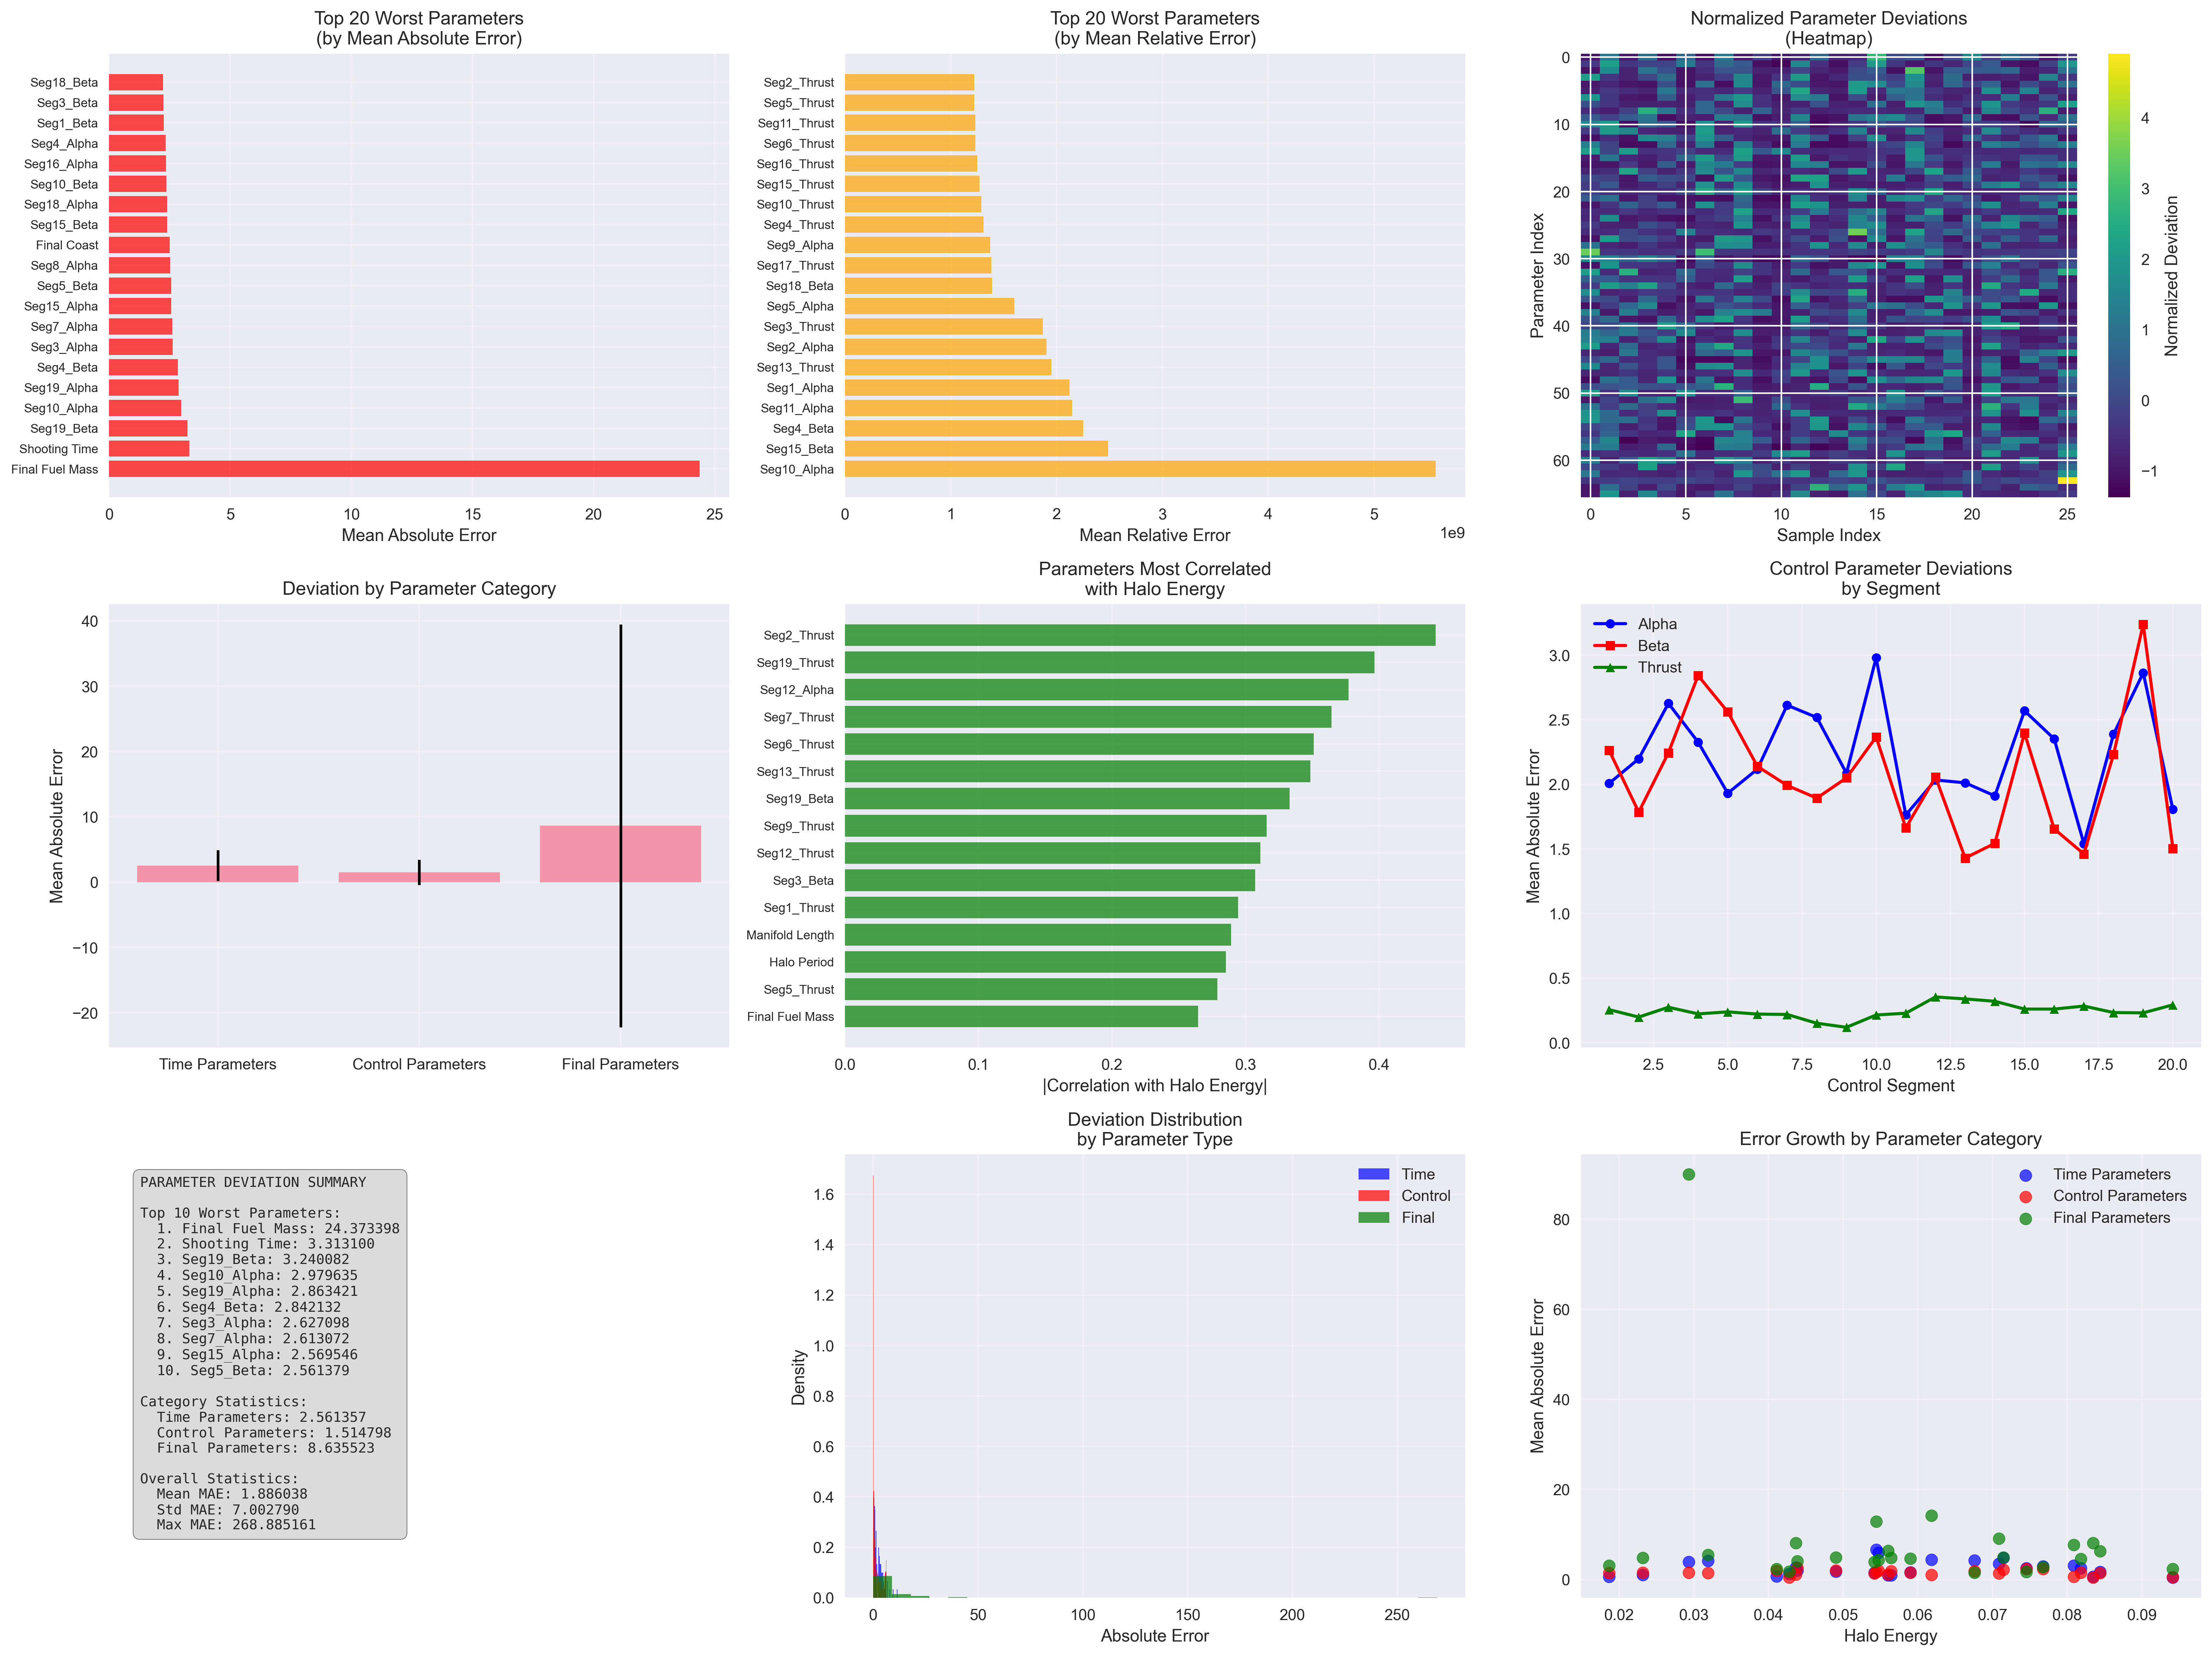 Top 20 Worst Parameters
(by Mean Absolute Error)
Seg18_Beta
Seg3_Beta
Seg1_Beta
Seg4_Alpha
Seg16_Alpha
Seg10_Beta
Seg18_Alpha
Seg15_Beta
Final Coast
Seg8_Alpha
Seg5_Beta
Seg15_Alpha
Seg7_Alpha
Seg3_Alpha
Seg4_Beta
Seg19_Alpha
Seg10_Alpha
Seg19_Beta
Shooting Time
Final Fuel Mass
0 5 10 15 20 25
Mean Absolute Error
Top 20 Worst Parameters
(by Mean Relative Error)
Seg2_Thrust
Seg5_Thrust
Seg11_Thrust
Seg6_Thrust
Seg16_Thrust
Seg15_Thrust
Seg10_Thrust
Seg4_Thrust
Seg9_Alpha
Seg17_Thrust
Seg18_Beta
Seg5_Alpha
Seg3_Thrust
Seg2_Alpha
Seg13_Thrust
Seg1_Alpha
Seg11_Alpha
Seg4_Beta
Seg15_Beta
Seg10_Alpha
0 1 2 3 4 5
1e9
Mean Relative Error
Normalized Parameter Deviations
(Heatmap)
Parameter Index
0
10
20
30
40
50
60
0 5 10 15 20 25
Sample Index
4
3
2
1
0
−1
Normalized Deviation
Deviation by Parameter Category
Mean Absolute Error
40
30
20
10
0
−10
−20
Time Parameters Control Parameters Final Parameters
Parameters Most Correlated
with Halo Energy
Seg2_Thrust
Seg19_Thrust
Seg12_Alpha
Seg7_Thrust
Seg6_Thrust
Seg13_Thrust
Seg19_Beta
Seg9_Thrust
Seg12_Thrust
Seg3_Beta
Seg1_Thrust
Manifold Length
Halo Period
Seg5_Thrust
Final Fuel Mass
0.0 0.1 0.2 0.3 0.4
|Correlation with Halo Energy|
Control Parameter Deviations
by Segment
Alpha
Beta
Thrust
Mean Absolute Error
3.0
2.5
2.0
1.5
1.0
0.5
0.0
2.5 5.0 7.5 10.0 12.5 15.0 17.5 20.0
Control Segment
PARAMETER DEVIATION SUMMARY
Top 10 Worst Parameters:
1. Final Fuel Mass: 24.373398
2. Shooting Time: 3.313100
3. Seg19_Beta: 3.240082
4. Seg10_Alpha: 2.979635
5. Seg19_Alpha: 2.863421
6. Seg4_Beta: 2.842132
7. Seg3_Alpha: 2.627098
8. Seg7_Alpha: 2.613072
9. Seg15_Alpha: 2.569546
10. Seg5_Beta: 2.561379
Category Statistics:
Time Parameters: 2.561357
Control Parameters: 1.514798
Final Parameters: 8.635523
Overall Statistics:
Mean MAE: 1.886038
Std MAE: 7.002790
Max MAE: 268.885161
Deviation Distribution
by Parameter Type
Time
Control
Final
Density
1.6
1.4
1.2
1.0
0.8
0.6
0.4
0.2
0.0
0 50 100 150 200 250
Absolute Error
Error Growth by Parameter Category
Time Parameters
Control Parameters
Final Parameters
Mean Absolute Error
80
60
40
20
0
0.02 0.03 0.04 0.05 0.06 0.07 0.08 0.09
Halo Energy